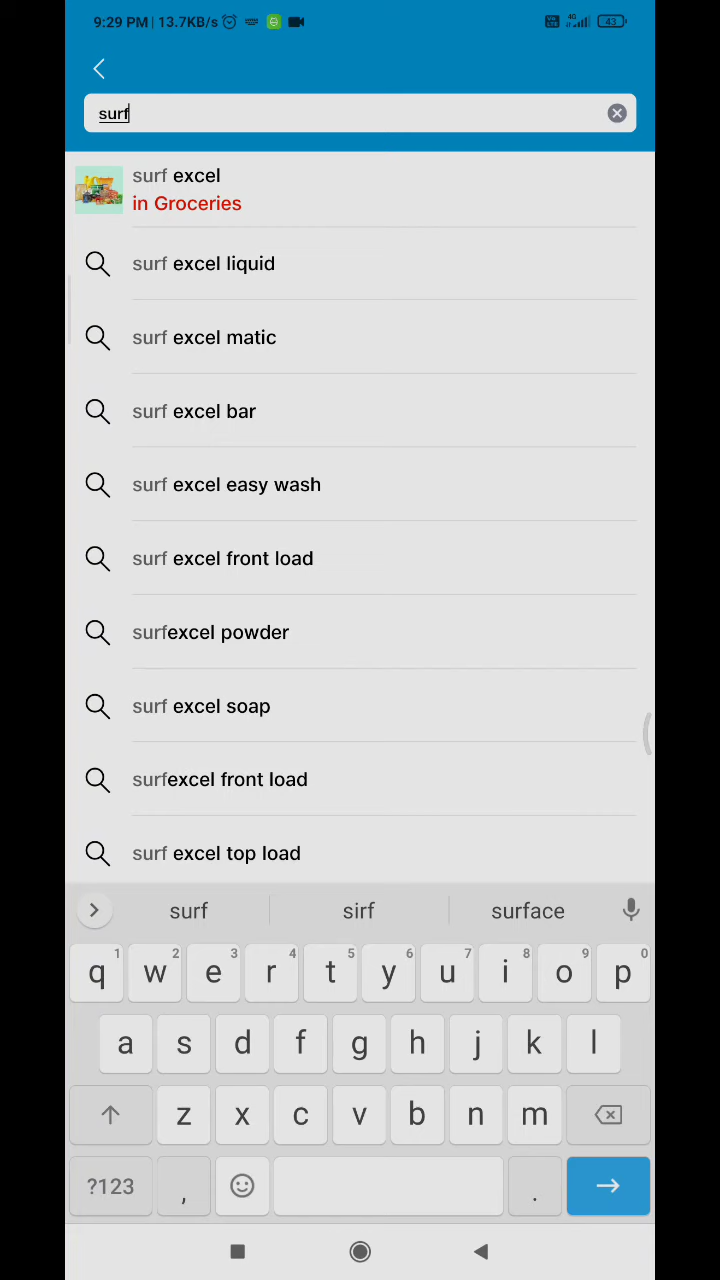 9:29 PM | 13.7KB/s
4G 43
surf
surf excel
in Groceries
surf excel liquid
surf excel matic
surf excel bar
surf excel easy wash
surf excel front load
surfexcel powder
surf excel soap
surfexcel front load
surf excel top load
surf sirf surface
1 2 3 4 5 6 7 8 9 0
q w e r t y u i o p
a s d f g h j k l
z x c v b n m
?123 , .